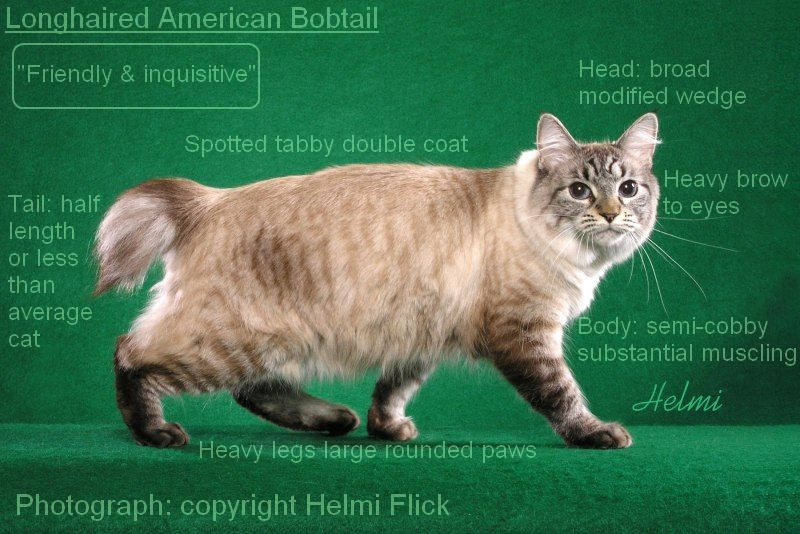 Longhaired American Bobtail
"Friendly & inquisitive"
Head: broad
modified wedge
Spotted tabby double coat
Heavy brow
to eyes
Tail: half
length
or less
than
average
cat
Body: semi-cobby
substantial muscling
Helmi
Heavy legs large rounded paws
Photograph: copyright Helmi Flick